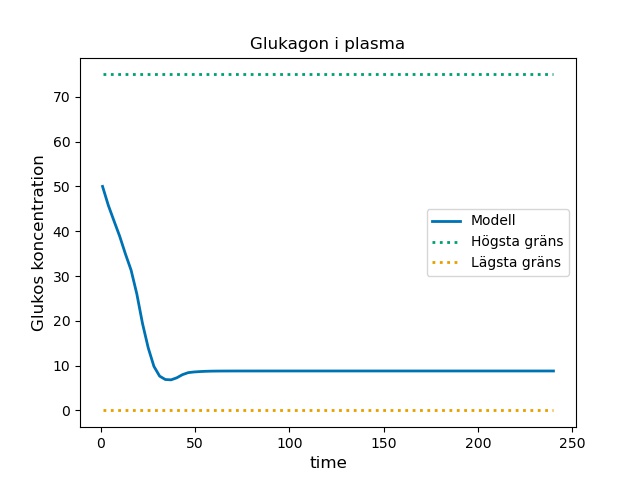 Glukagon i plasma
Glukos koncentration
70
60
50
40
30
20
10
0
Modell
Högsta gräns
Lägsta gräns
0 50 100 150 200 250
time